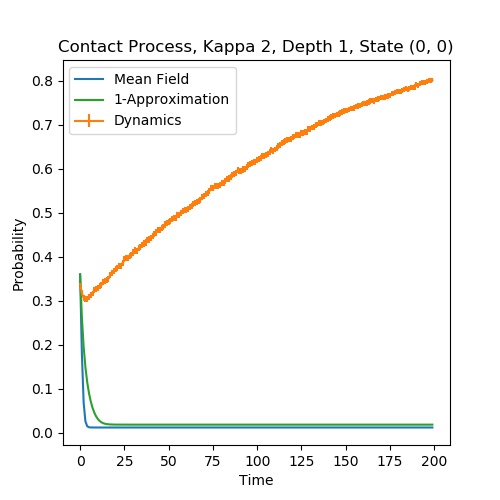 Contact Process, Kappa 2, Depth 1, State (0, 0)
Mean Field
1-Approximation
Dynamics
Probability
0.8
0.7
0.6
0.5
0.4
0.3
0.2
0.1
0.0
0 25 50 75 100 125 150 175 200
Time